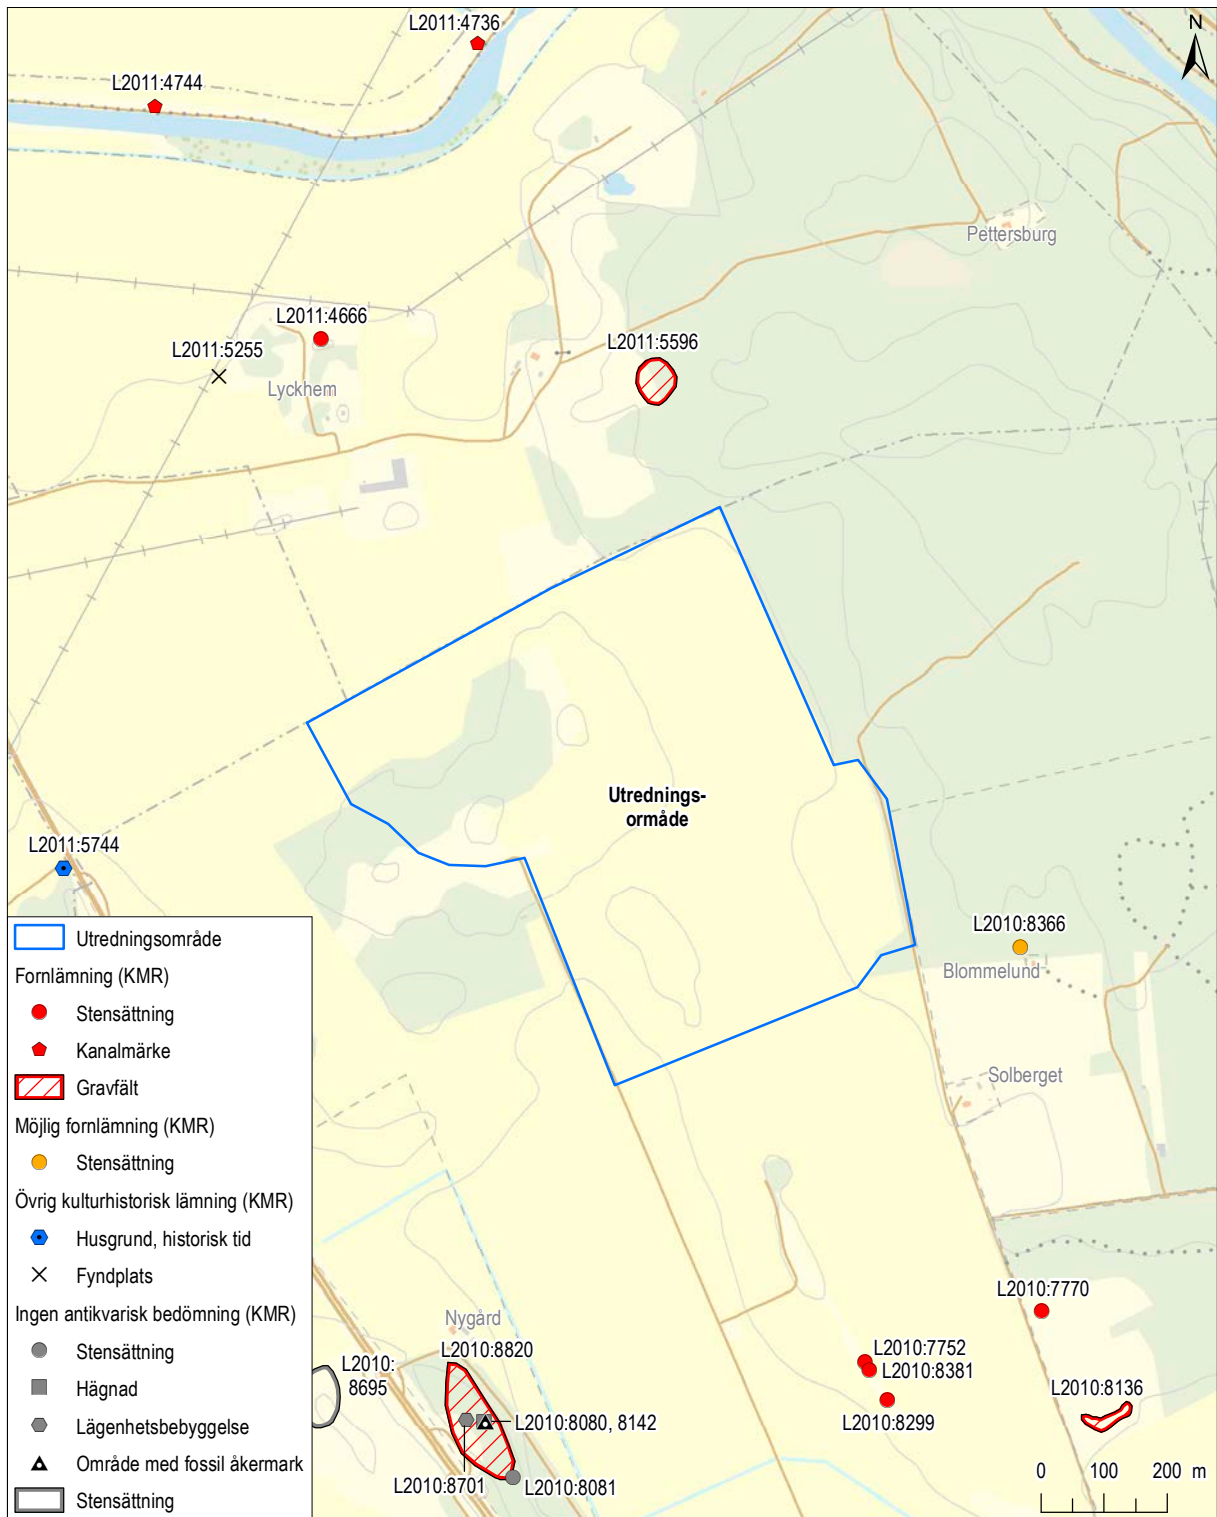 L2011:4736
N
L2011:4744
Pettersburg
L2011:4666
L2011:5596
L2011:5255
Lyckhem
Utrednings-
ormåde
L2011:5744
L2010:8366
Blommelund
Solberget
L2010:7770
L2010:7752
L2010:8381
L2010:8299
L2010:8136
Nygård
L2010:8820
L2010:
8695
L2010:8080, 8142
L2010:8701
L2010:8081
0 100 200 m
Utredningsområde
Fornlämning (KMR)
Stensättning
Kanalmärke
Gravfält
Möjlig fornlämning (KMR)
Stensättning
Övrig kulturhistorisk lämning (KMR)
Husgrund, historisk tid
Fyndplats
Ingen antikvarisk bedömning (KMR)
Stensättning
Hägnad
Lägenhetsbebyggelse
Område med fossil åkermark
Stensättning